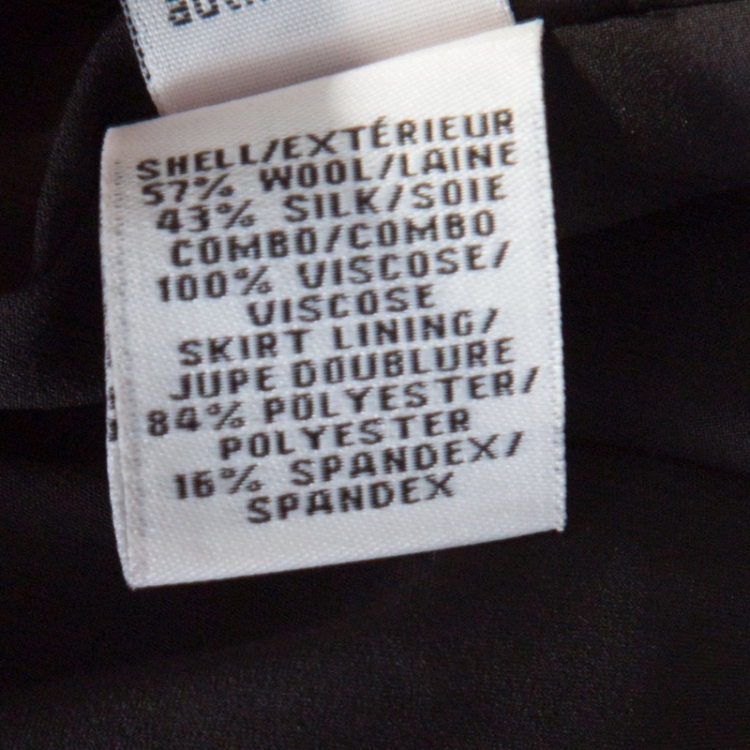 SHELL/EXTÉRIEUR
57% WOOL/LAINE
43% SILK/SOIE
COMBO/COMBO
100% VISCOSE/
VISCOSE
SKIRT LINING/
JUPE DOUBLURE
84% POLYESTER/
POLYESTER
16% SPANDEX/
SPANDEX